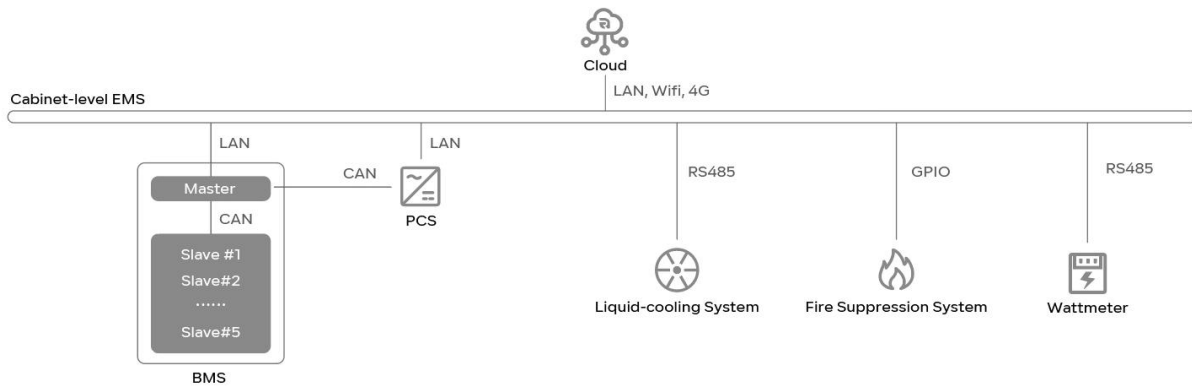 Cloud
LAN, Wifi, 4G
Cabinet-level EMS
LAN
LAN
RS485
GPIO
RS485
CAN
Master
CAN
PCS
Slave #1
Slave#2
......
Slave#5
BMS
Liquid-cooling System
Fire Suppression System
Wattmeter